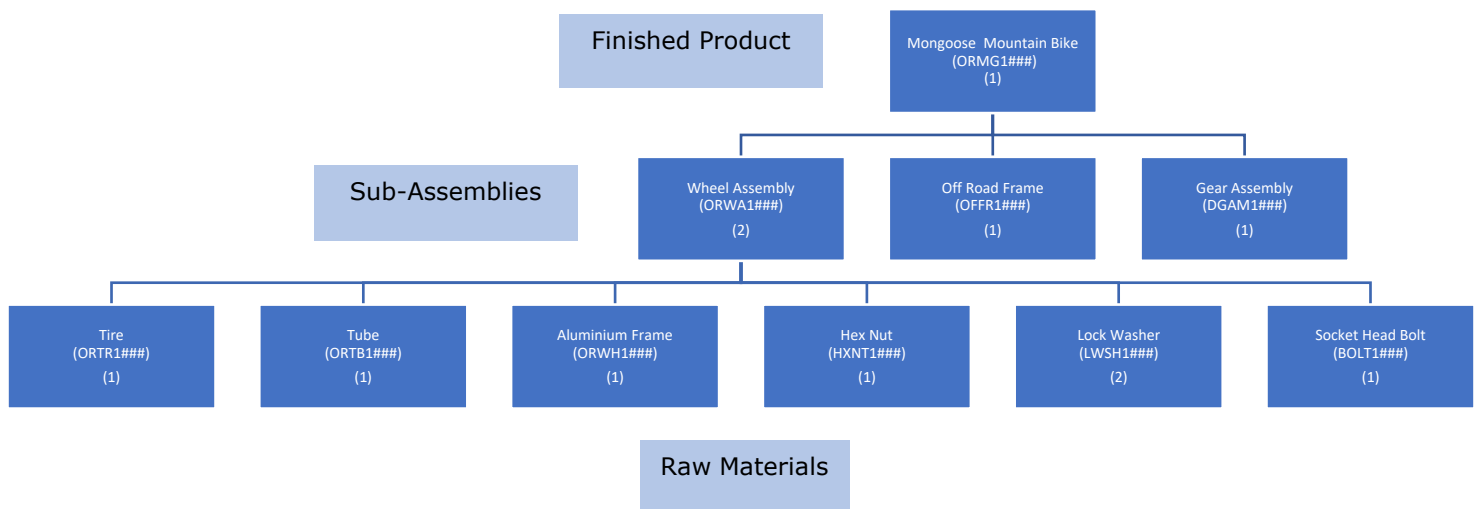 Finished Product
Mongoose  Mountain Bike
(ORMG1###)
(1)
Sub-Assemblies
Wheel Assembly
(ORWA1###)
(2)
Off Road Frame
(OFFR1###)
(1)
Gear Assembly
(DGAM1###)
(1)
Tire
(ORTR1###)
(1)
Tube
(ORTB1###)
(1)
Aluminium Frame
(ORWH1###)
(1)
Hex Nut
(HXNT1###)
(1)
Lock Washer
(LWSH1###)
(2)
Socket Head Bolt
(BOLT1###)
(1)
Raw Materials